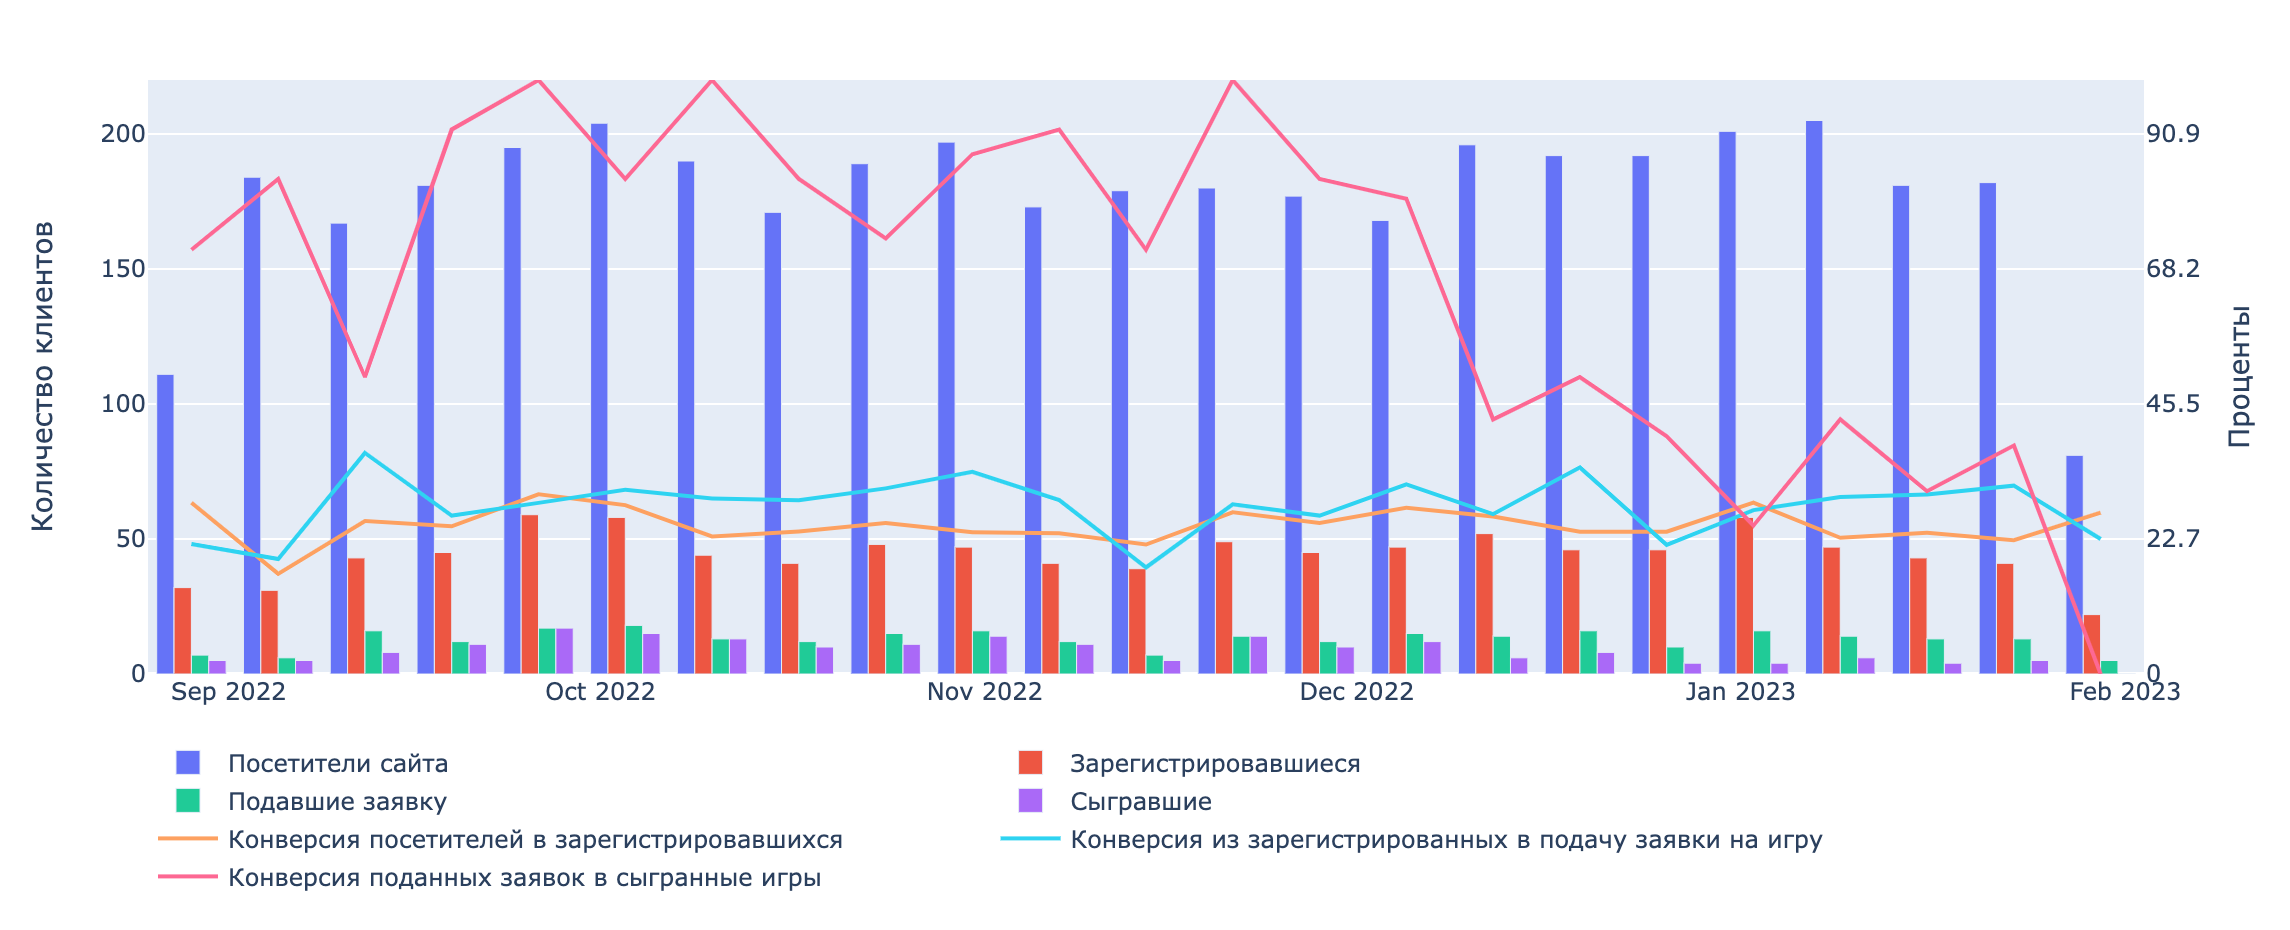 200
150
100
50
0
90.9
68.2
45.5
22.7
0
Количество клиентов
Проценты
Sep 2022 Oct 2022 Nov 2022 Dec 2022 Jan 2023 Feb 2023
Посетители сайта Зарегистрировавшиеся
Подавшие заявку Сыгравшие
Конверсия посетителей в зарегистрировавшихся Конверсия из зарегистрированных в подачу заявки на игру
Конверсия поданных заявок в сыгранные игры